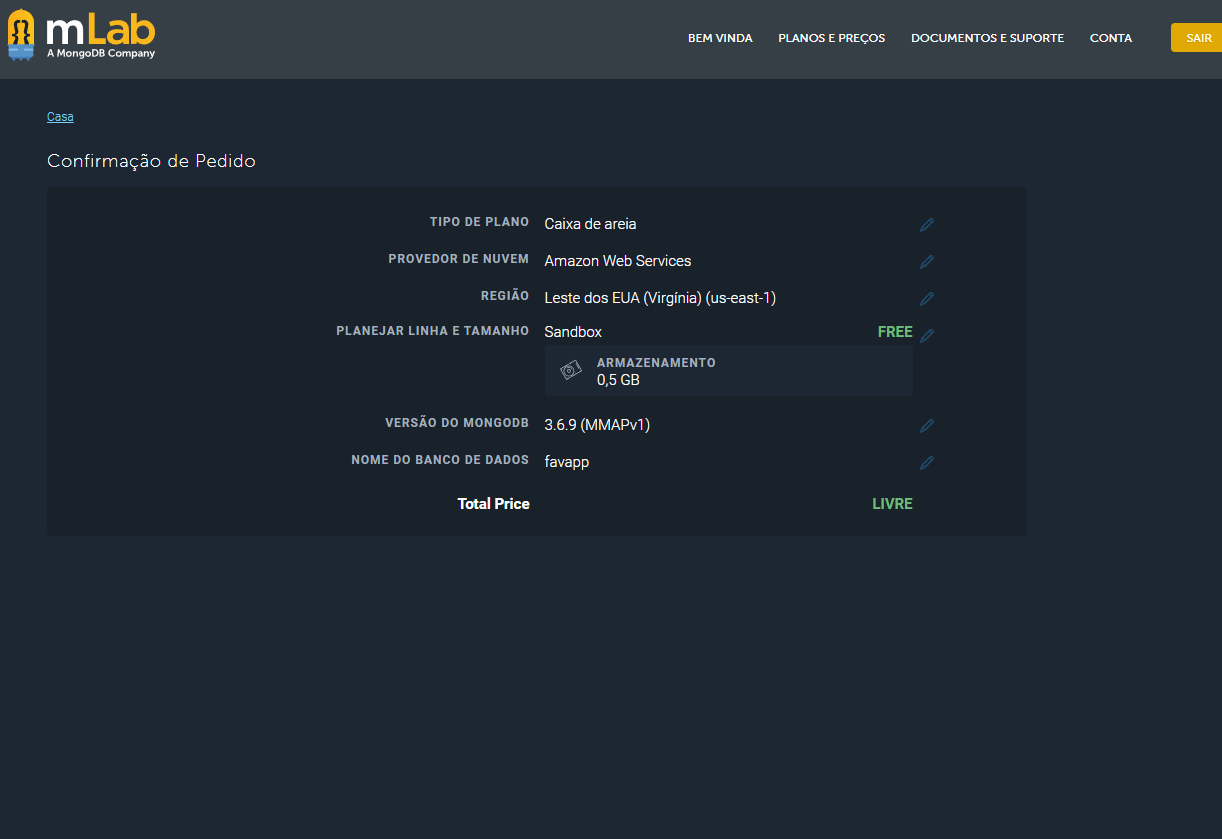 mLab
A MongoDB Company
BEM VINDA PLANOS E PREÇOS DOCUMENTOS E SUPORTE CONTA SAIR
Casa
Confirmação de Pedido
TIPO DE PLANO Caixa de areia
PROVEDOR DE NUVEM Amazon Web Services
REGIÃO Leste dos EUA (Virgínia) (us-east-1)
PLANEJAR LINHA E TAMANHO Sandbox FREE
ARMAZENAMENTO
0,5 GB
VERSÃO DO MONGODB 3.6.9 (MMAPv1)
NOME DO BANCO DE DADOS favapp
Total Price LIVRE